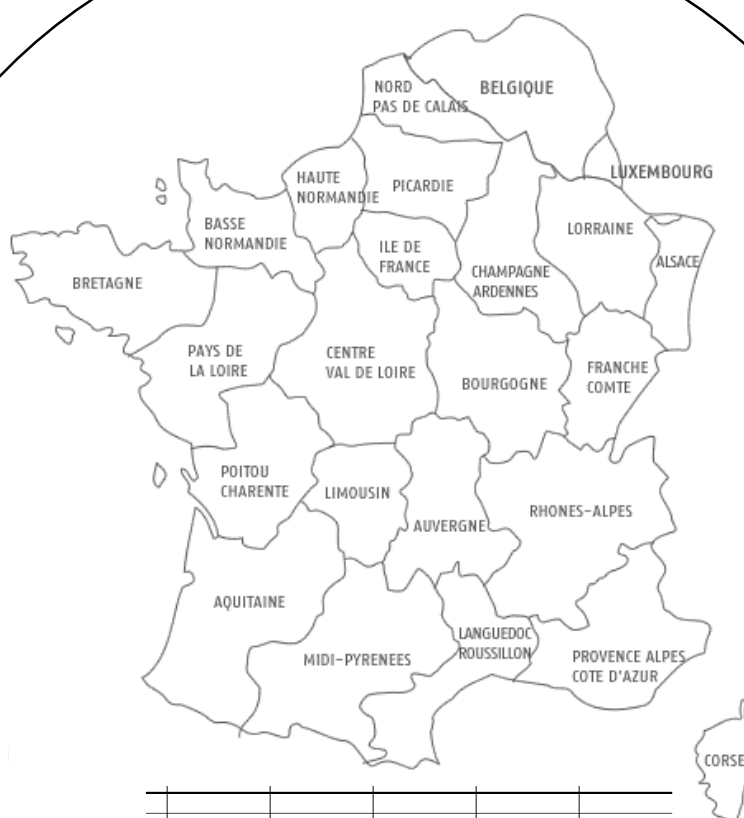 BELGIQUE
NORD
PAS DE CALAIS
LUXEMBOURG
HAUTE
NORMANDIE
PICARDIE
BASSE
NORMANDIE
LORRAINE
ILE DE
FRANCE
ALSACE
CHAMPAGNE
ARDENNES
BRETAGNE
PAYS DE
LA LOIRE
CENTRE
VAL DE LOIRE
BOURGOGNE
FRANCHE
COMTE
POITOU
CHARENTE
LIMOUSIN
AUVERGNE
RHONES-ALPES
AQUITAINE
MIDI-PYRENEES
LANGUEDOC
ROUSSILLON
PROVENCE ALPES
COTE D'AZUR
CORSE